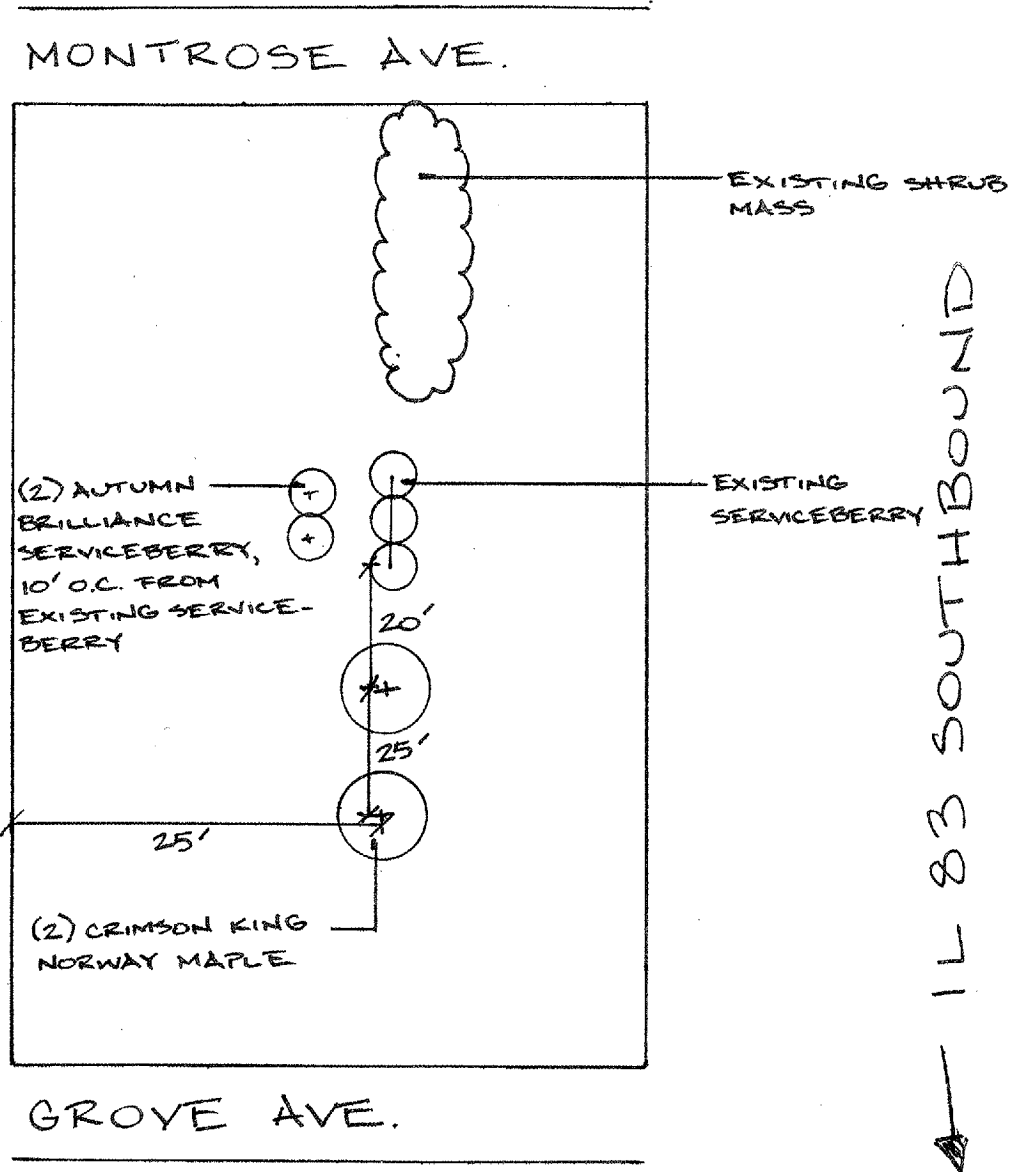 MONTROSE AVE.
EXISTING SHRUB
MASS
(2) AUTUMN
BRILLIANCE
SERVICEBERRY,
10' O.C. FROM
EXISTING SERVICE-
BERRY
EXISTING
SERVICEBERRY
20'
25'
25'
(2) CRIMSON KING
NORWAY MAPLE
IL 83 SOUTHBOUND
GROVE AVE.